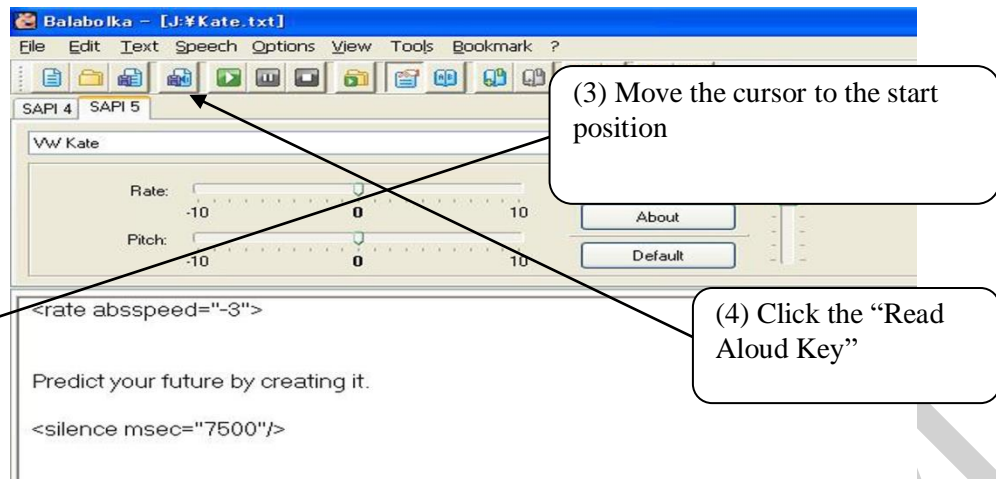 Balabolka - [J:¥Kate.txt]
File Edit Text Speech Options View Tools Bookmark ?
SAPI 4 SAPI 5
(3) Move the cursor to the start
position
VW Kate
Rate:
-10 0 10
About
Pitch:
-10 0 10
Default
<rate absspeed="-3">
(4) Click the “Read
Aloud Key”
Predict your future by creating it.
<silence msec="7500"/>